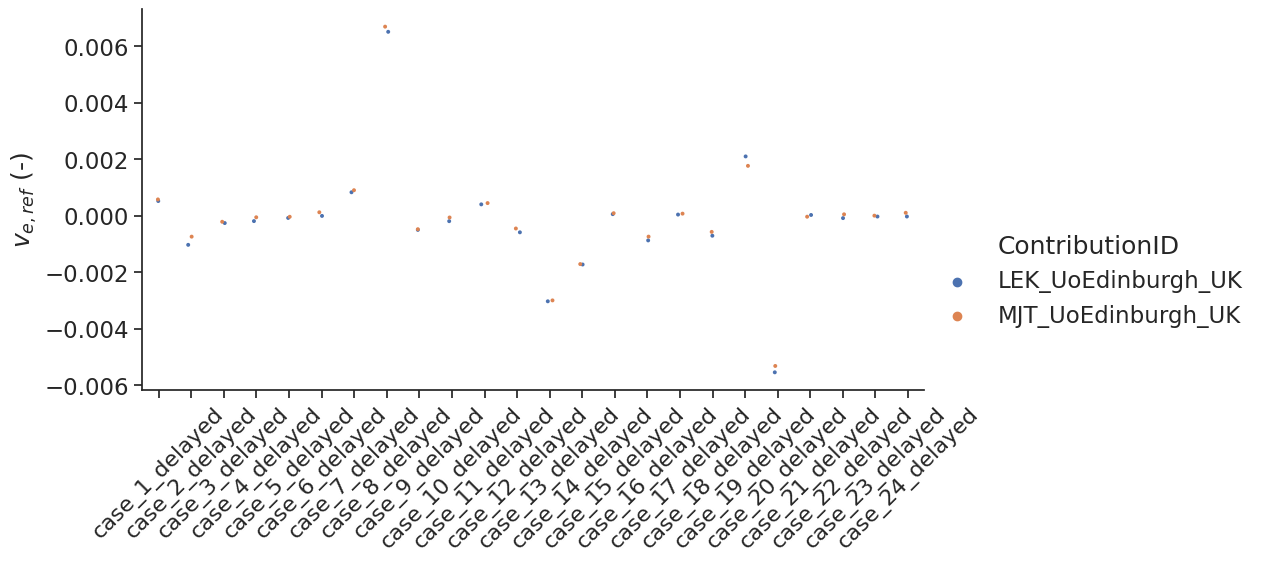 0.006
0.004
0.002
0.000
−0.002
−0.004
−0.006
v_{e,ref} (-)
case_1_delayed
case_2_delayed
case_3_delayed
case_4_delayed
case_5_delayed
case_6_delayed
case_7_delayed
case_8_delayed
case_9_delayed
case_10_delayed
case_11_delayed
case_12_delayed
case_13_delayed
case_14_delayed
case_15_delayed
case_16_delayed
case_17_delayed
case_18_delayed
case_19_delayed
case_20_delayed
case_21_delayed
case_22_delayed
case_23_delayed
case_24_delayed
ContributionID
LEK_UoEdinburgh_UK
MJT_UoEdinburgh_UK